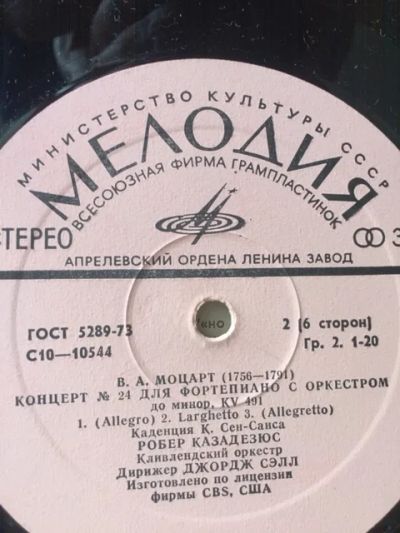 МИНИСТЕРСТВО КУЛЬТУРЫ СССР
МЕЛОДИЯ
ВСЕСОЮЗНАЯ ФИРМА ГРАМПЛАСТИНОК
СТЕРЕО
АПРЕЛЕВСКИЙ ОРДЕНА ЛЕНИНА ЗАВОД
ГОСТ 5289-73
2 (6 сторон)
С10—10544
Гр. 2. 1-20
В. А. МОЦАРТ (1756—1791)
КОНЦЕРТ № 24 ДЛЯ ФОРТЕПИАНО С ОРКЕСТРОМ
до минор, KV 491
1. (Allegro) 2. Larghetto 3. (Allegretto)
Каденция К. Сен-Санса
РОБЕР КАЗАДЕЗЮС
Кливлендский оркестр
Дирижер ДЖОРДЖ СЭЛЛ
Изготовлено по лицензии
фирмы CBS, США